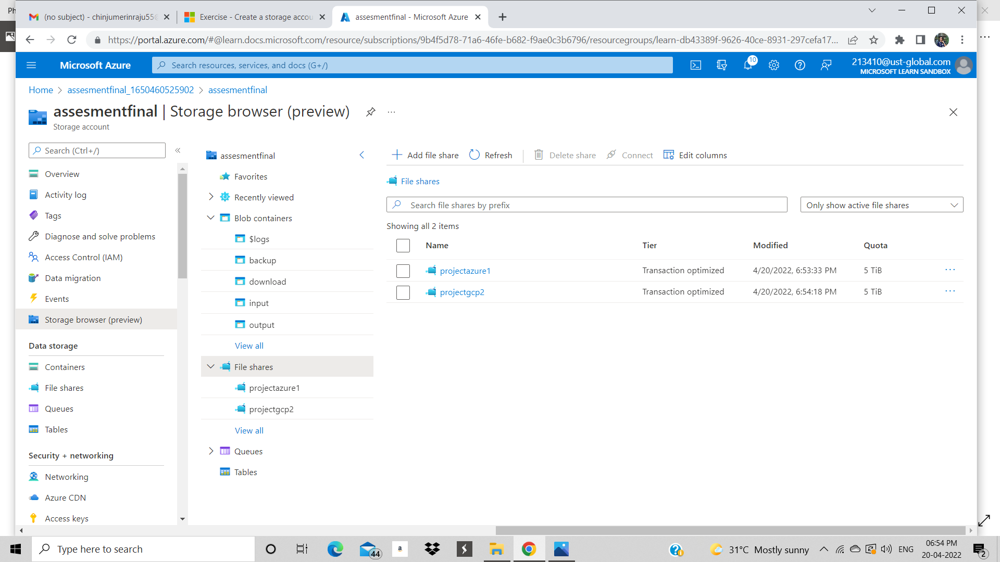 Ph
(no subject) - chinjumerinraju55@
Exercise - Create a storage accou
assesmentfinal - Microsoft Azure
https://portal.azure.com/#@learn.docs.microsoft.com/resource/subscriptions/9b4f5d78-71a6-46fe-b682-f9ae0c3b6796/resourcegroups/learn-db43389f-9626-40ce-8931-297cefa17...
Microsoft Azure
Search resources, services, and docs (G+/)
10
213410@ust-global.com
MICROSOFT LEARN SANDBOX
Home > assesmentfinal_1650460525902 > assesmentfinal
assesmentfinal | Storage browser (preview)
Storage account
Search (Ctrl+/)
Overview
Activity log
Tags
Diagnose and solve problems
Access Control (IAM)
Data migration
Events
Storage browser (preview)
Data storage
Containers
File shares
Queues
Tables
Security + networking
Networking
Azure CDN
Access keys
assesmentfinal
Favorites
Recently viewed
Blob containers
$logs
backup
download
input
output
View all
File shares
projectazure1
projectgcp2
View all
Queues
Tables
Add file share
Refresh
Delete share
Connect
Edit columns
File shares
Search file shares by prefix
Only show active file shares
Showing all 2 items
Name Tier Modified Quota
projectazure1 Transaction optimized 4/20/2022, 6:53:33 PM 5 TiB
projectgcp2 Transaction optimized 4/20/2022, 6:54:18 PM 5 TiB
Type here to search
44
a
31°C Mostly sunny
ENG
06:54 PM
20-04-2022
2